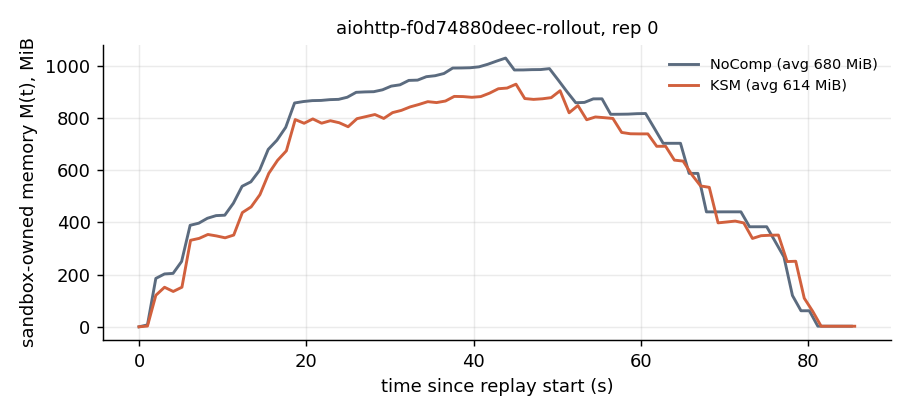 aiohttp-f0d74880deec-rollout, rep 0
sandbox-owned memory M(t), MiB
1000
800
600
400
200
0
NoComp (avg 680 MiB)
KSM (avg 614 MiB)
0 20 40 60 80
time since replay start (s)